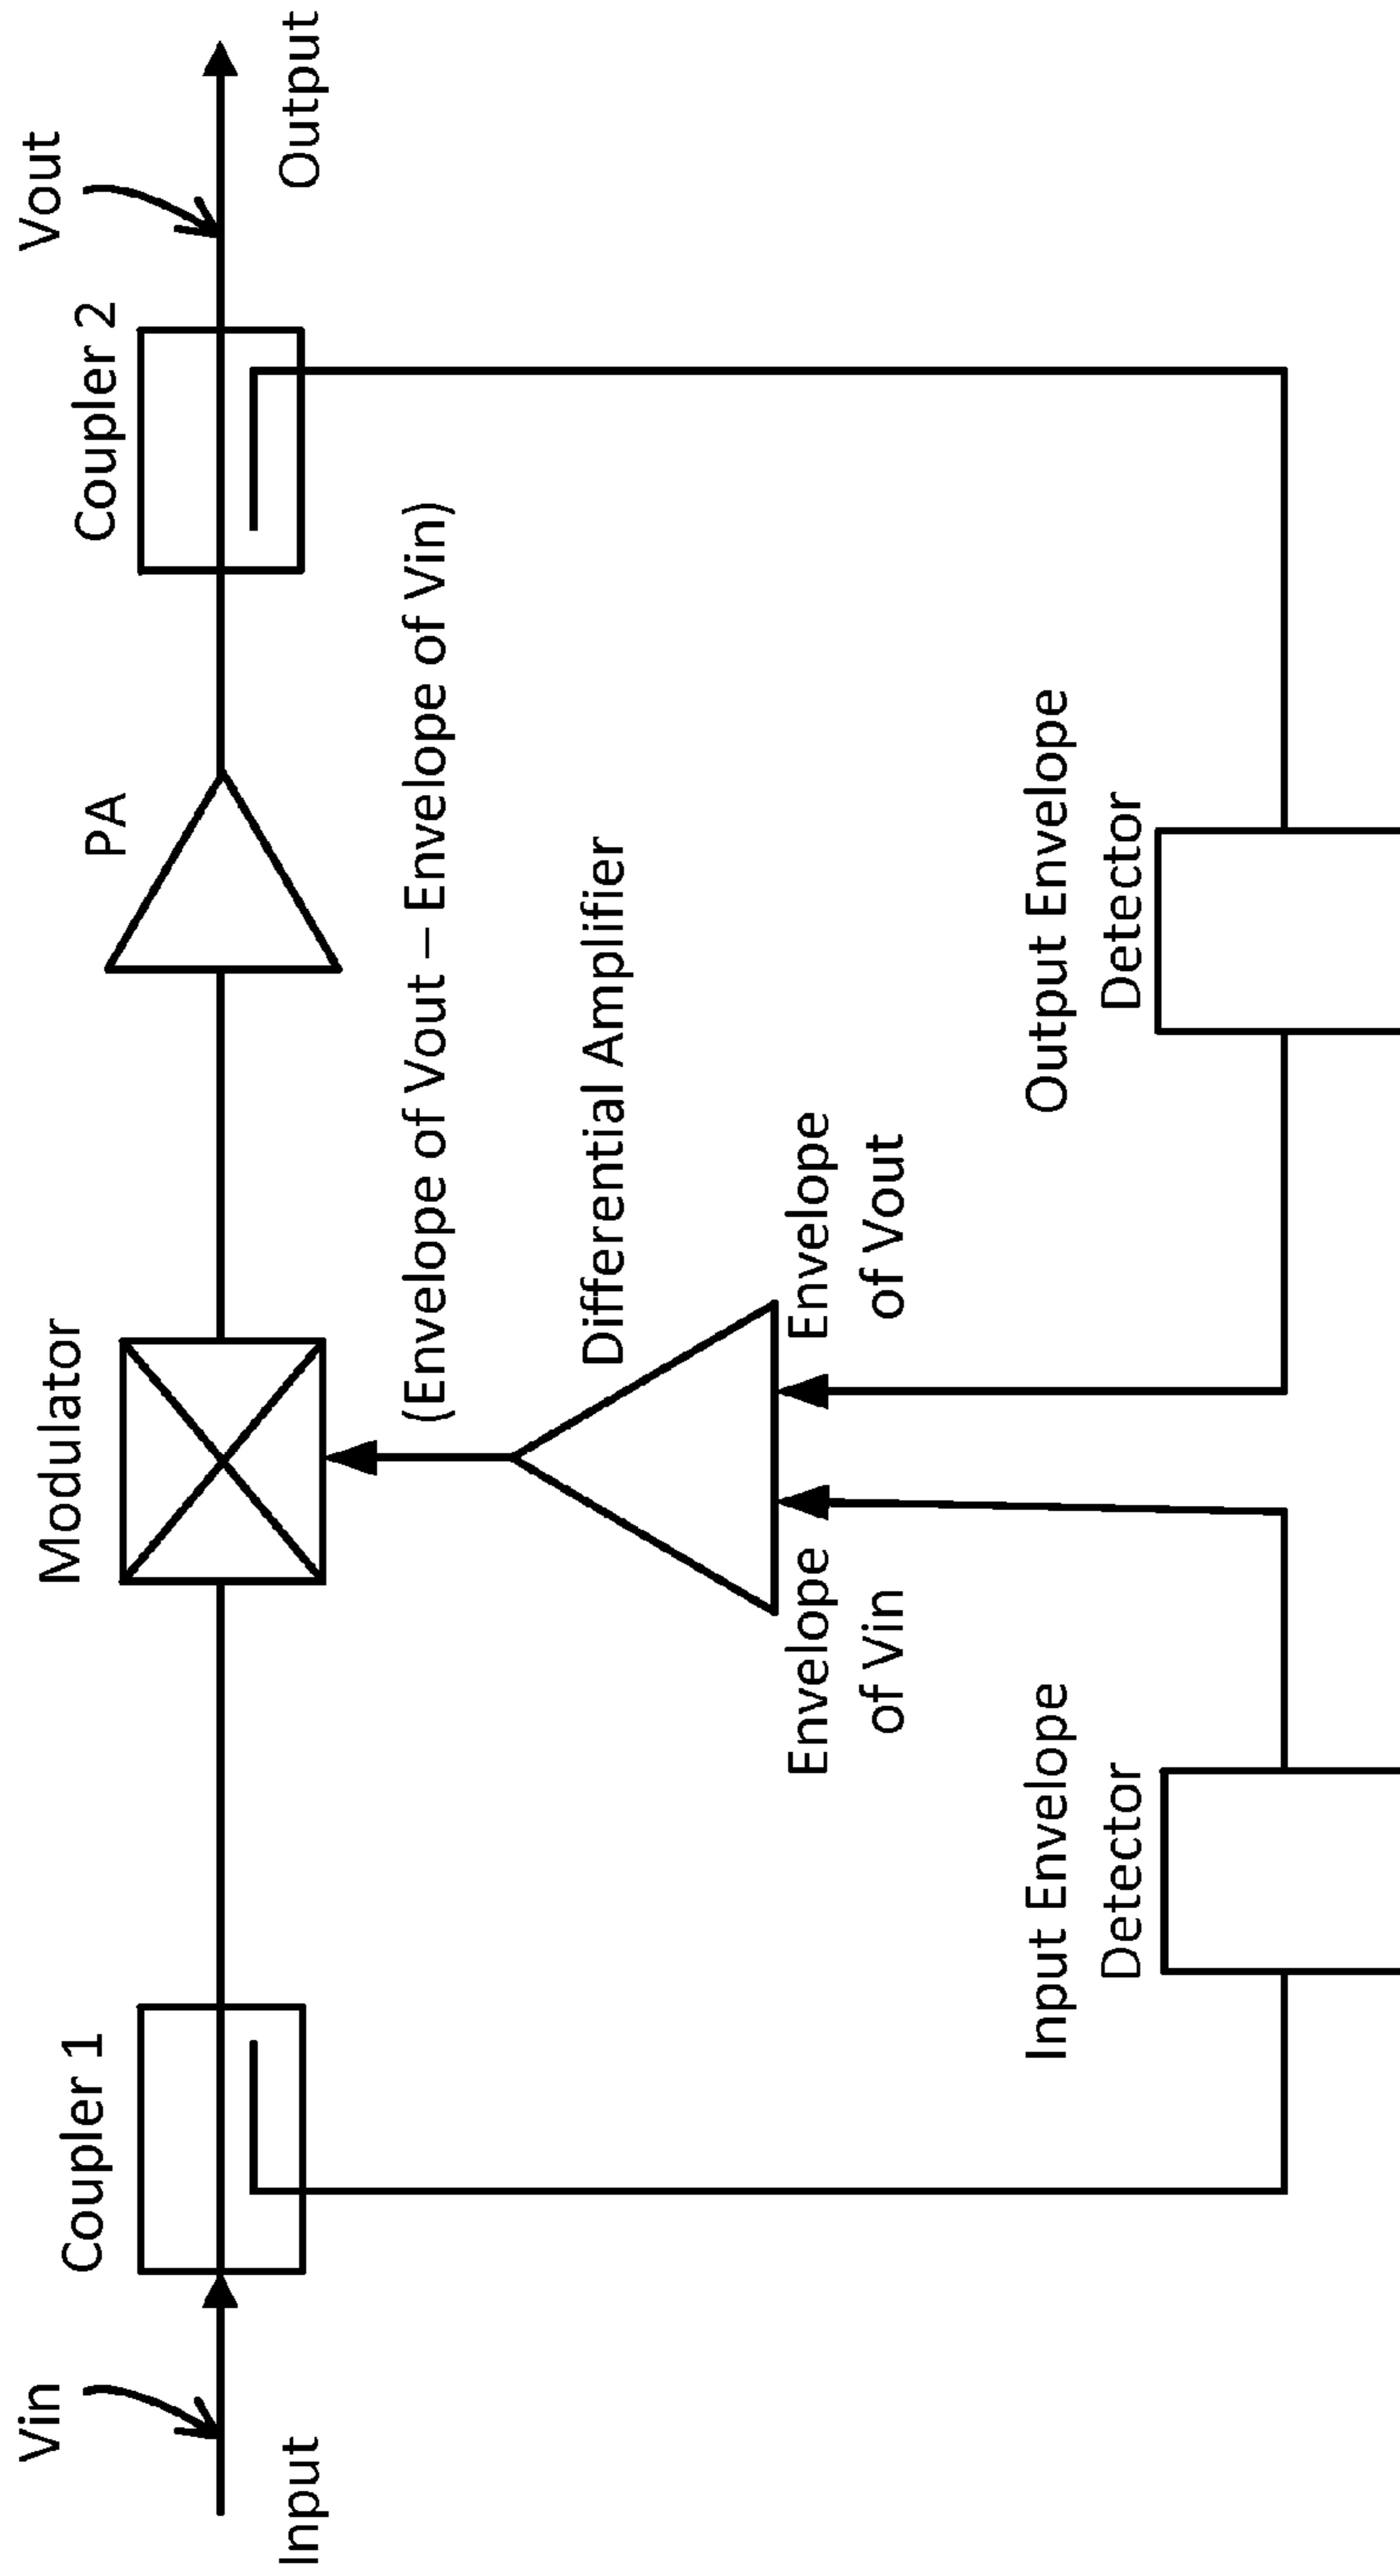 Vin
Coupler 1
Modulator
PA
Coupler 2
Vout
Input
Output
(Envelope of Vout – Envelope of Vin)
Differential Amplifier
Envelope
of Vin
Envelope
of Vout
Input Envelope
Detector
Output Envelope
Detector